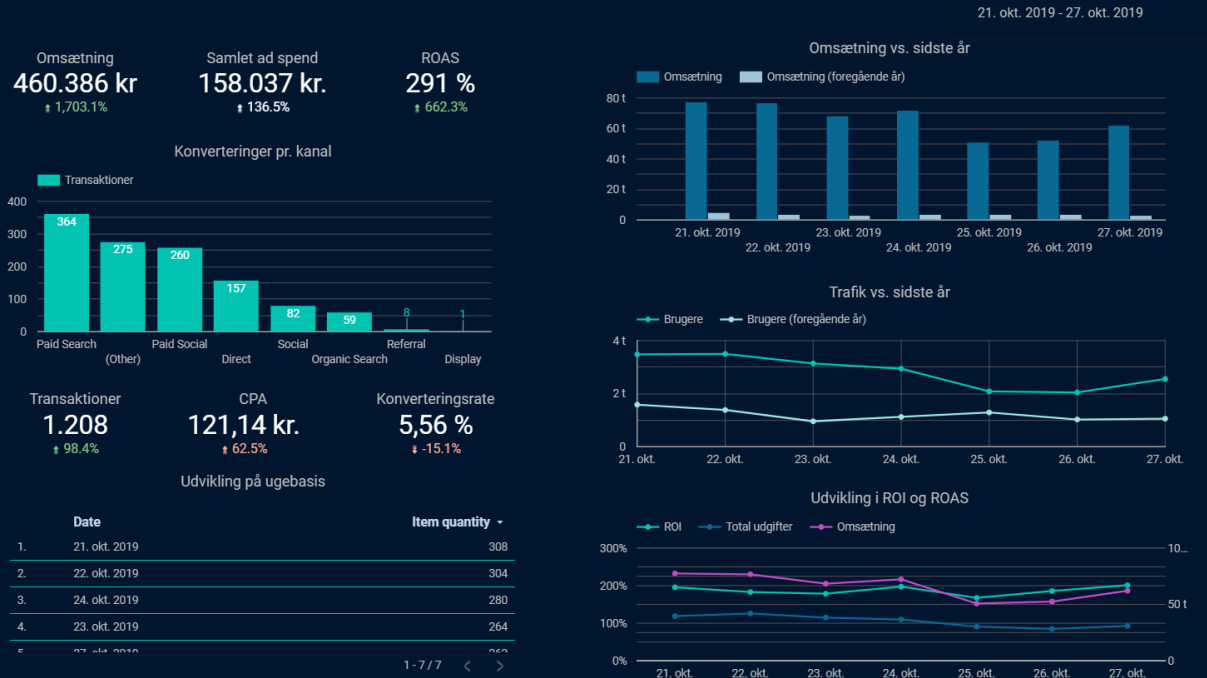 21. okt. 2019 - 27. okt. 2019
Omsætning
460.386 kr
1,703.1%
Samlet ad spend
158.037 kr.
136.5%
ROAS
291 %
662.3%
Konverteringer pr. kanal
Transaktioner
400
300
200
100
0
364
275
260
157
82
59
8
1
Paid Search
(Other)
Paid Social
Direct
Social
Organic Search
Referral
Display
Transaktioner
1.208
98.4%
CPA
121,14 kr.
62.5%
Konverteringsrate
5,56 %
-15.1%
Udvikling på ugebasis
Date Item quantity
1. 21. okt. 2019 308
2. 22. okt. 2019 304
3. 24. okt. 2019 280
4. 23. okt. 2019 264
5. 27. okt. 2019 262
1 - 7 / 7
Omsætning vs. sidste år
Omsætning Omsætning (foregående år)
80 t
60 t
40 t
20 t
0
21. okt. 2019
22. okt. 2019
23. okt. 2019
24. okt. 2019
25. okt. 2019
26. okt. 2019
27. okt. 2019
Trafik vs. sidste år
Brugere Brugere (foregående år)
4 t
2 t
0
21. okt. 22. okt. 23. okt. 24. okt. 25. okt. 26. okt. 27. okt.
Udvikling i ROI og ROAS
ROI Total udgifter Omsætning
300%
200%
100%
0%
10...
50 t
0
21. okt. 22. okt. 23. okt. 24. okt. 25. okt. 26. okt. 27. okt.